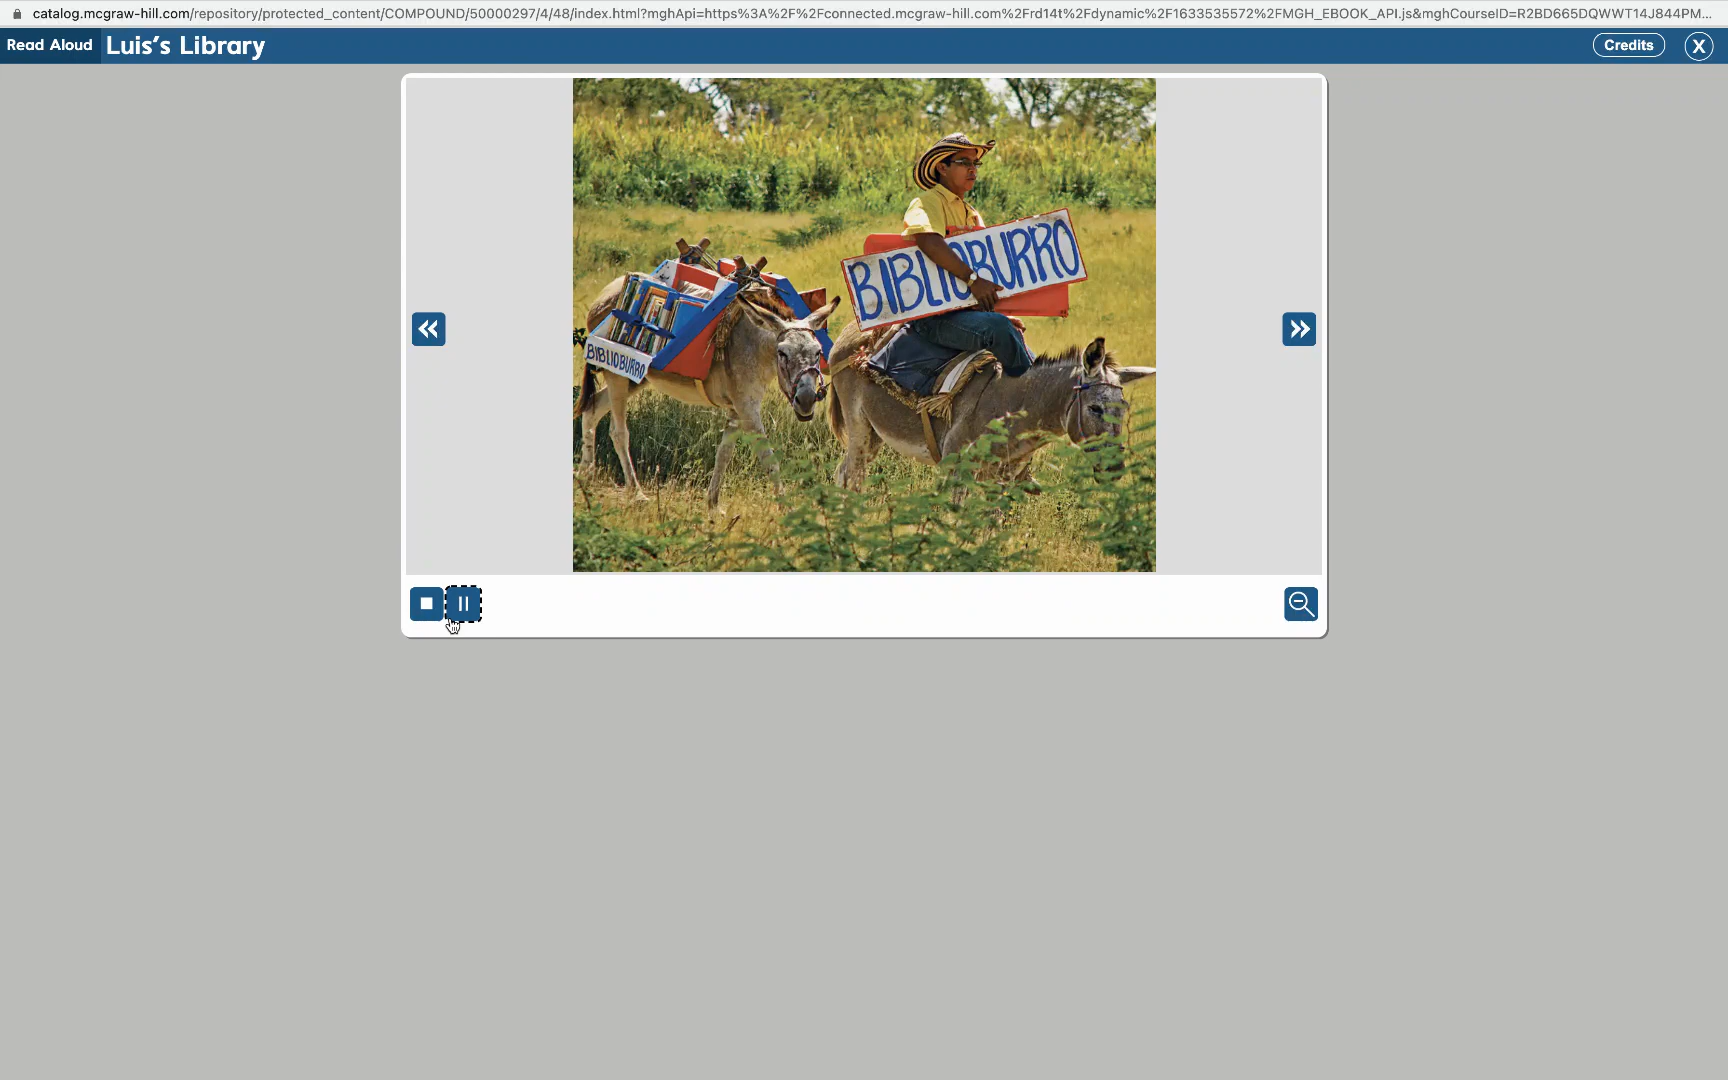 catalog.mcgraw-hill.com/repository/protected_content/COMPOUND/50000297/4/48/index.html?mghApi=https%3A%2F%2Fconnected.mcgraw-hill.com%2Frd14t%2Fdynamic%2F1633535572%2FMGH_EBOOK_API.js&mghCourseID=R2BD665DQWWT14J844PM...
Read Aloud Luis's Library Credits X
BIBLIOBURRO
BIBLIOBURRO